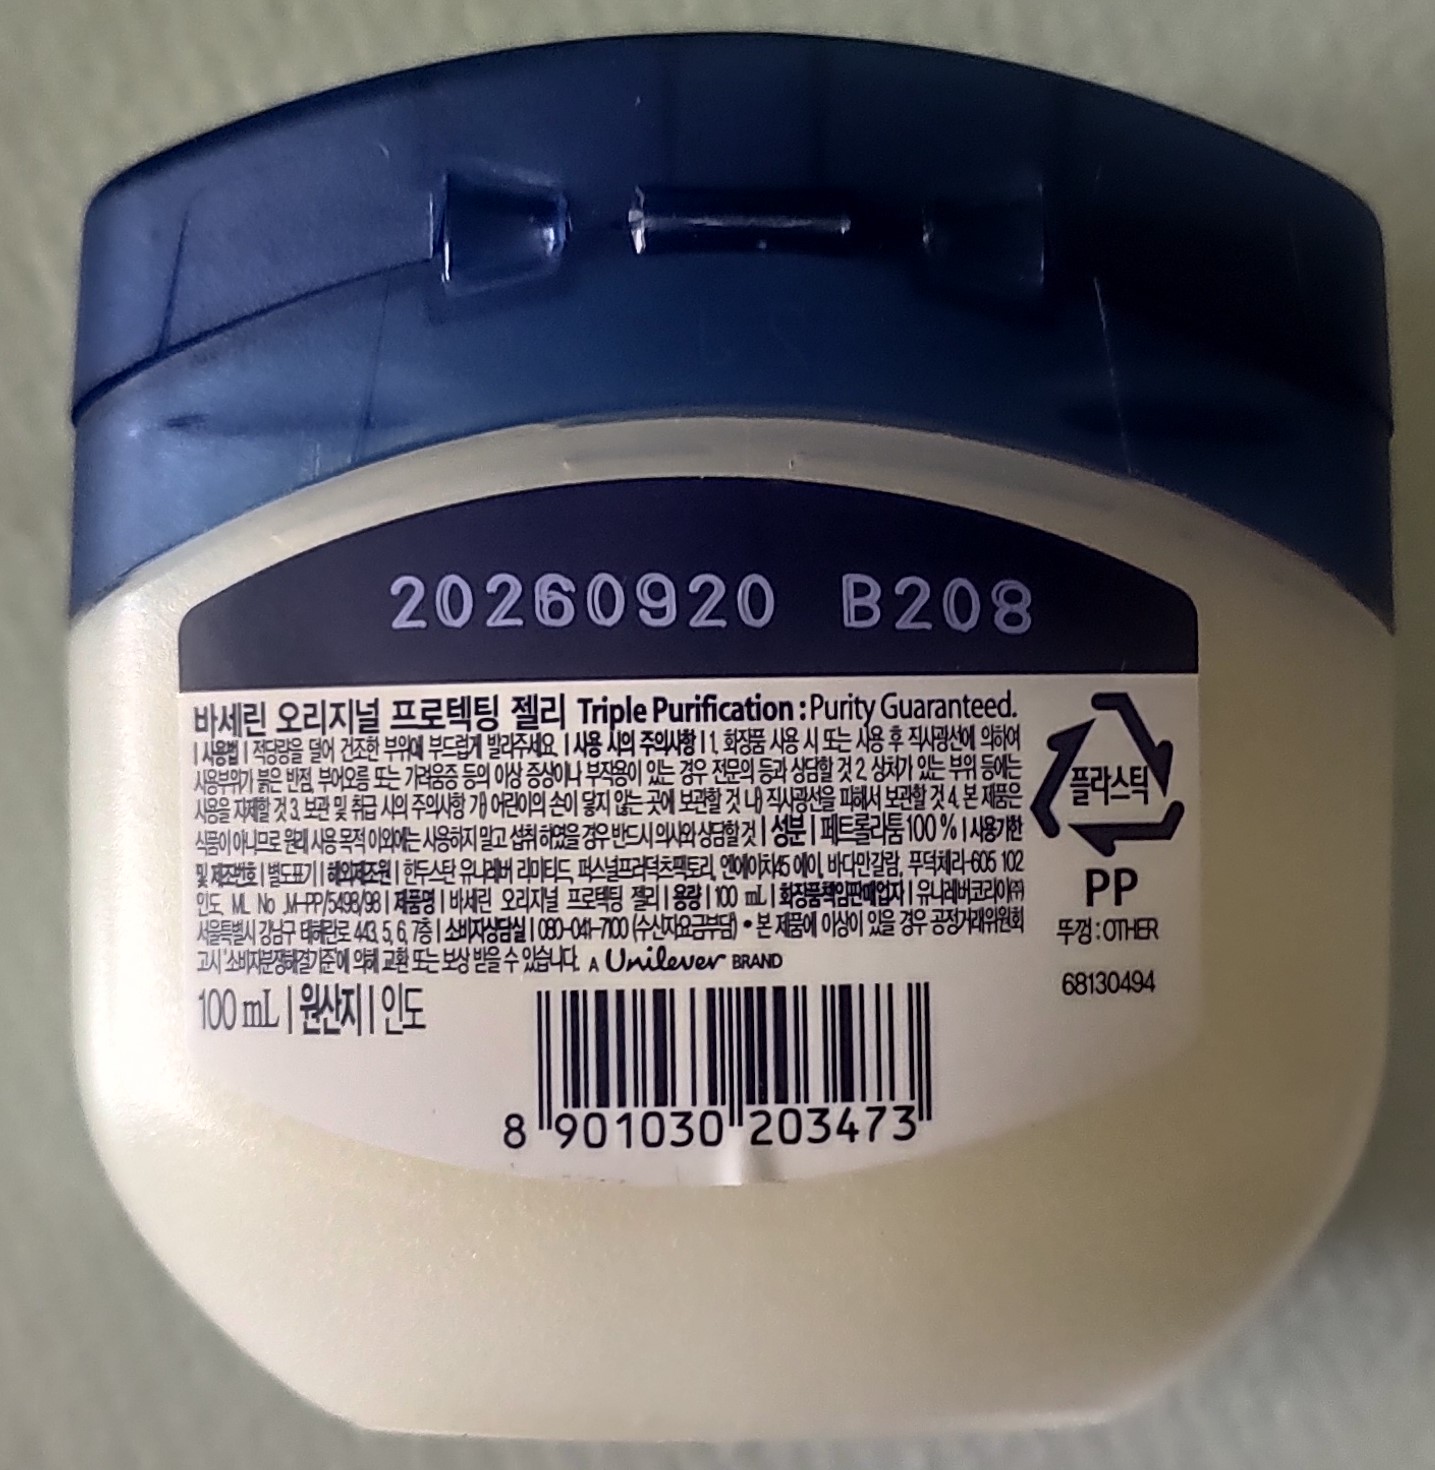 20260920 B208
바세린 오리지널 프로텍팅 젤리 Triple Purification : Purity Guaranteed.
| 사용법 | 적당량을 덜어 건조한 부위에 부드럽게 발라주세요. | 사용 시의 주의사항 | 1. 화장품 사용 시 또는 사용 후 직사광선에 의하여
사용부위가 붉은 반점, 부어오름 또는 가려움증 등의 이상 증상이나 부작용이 있는 경우 전문의 등과 상담할 것 2. 상처가 있는 부위 등에는
사용을 자제할 것 3. 보관 및 취급 시의 주의사항 가) 어린이의 손이 닿지 않는 곳에 보관할 것 나) 직사광선을 피해서 보관할 것 4. 본 제품은
식품이 아니므로 원래 사용 목적 이외에는 사용하지 말고 섭취 하였을 경우 반드시 의사와 상담할 것 | 성분 | 페트롤라툼 100 % | 사용기한
및 제조번호 | 별도표기 | 해외제조원 | 힌두스탄 유니레버 리미티드, 퍼스널프러덕츠팩토리, 엔에이치45 에이, 바다만갈람, 푸덕체리-605 102
인도, ML No .M-PP/5498/98 | 제품명 | 바세린 오리지널 프로텍팅 젤리 | 용량 | 100 mL | 화장품책임판매업자 | 유니레버코리아㈜
서울특별시 강남구 테헤란로 443, 5, 6, 7층 | 소비자상담실 | 080-041-7100 (수신자요금부담) • 본 제품에 이상이 있을 경우 공정거래위원회
고시 '소비자분쟁해결기준'에 의해 교환 또는 보상 받을 수 있습니다. A Unilever BRAND
100 mL | 원산지 | 인도
8 901030 203473
플라스틱
PP
뚜껑 : OTHER
68130494